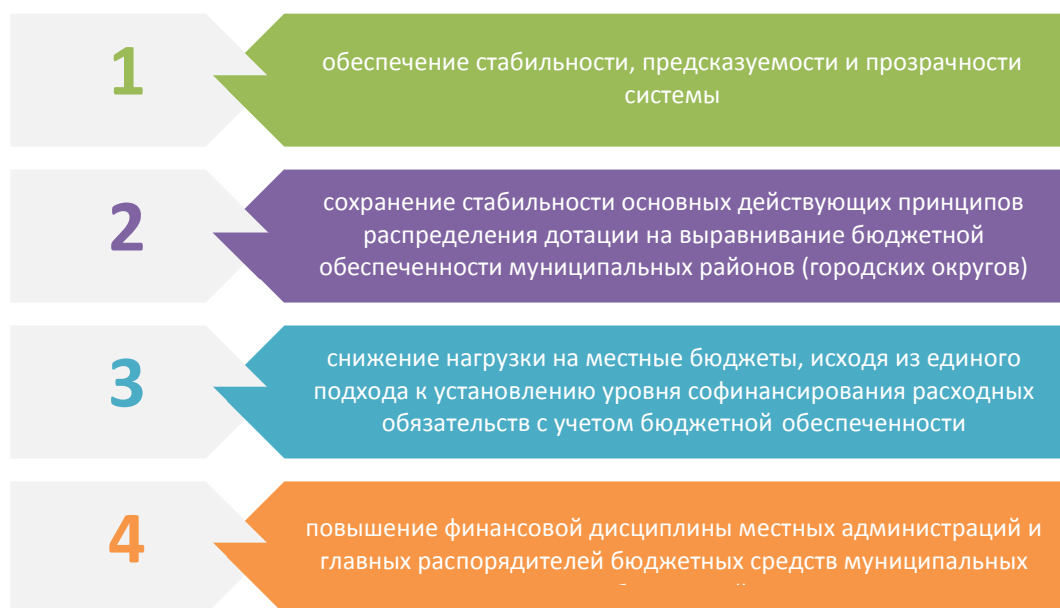 1
обеспечение стабильности, предсказуемости и прозрачности
системы
2
сохранение стабильности основных действующих принципов
распределения дотации на выравнивание бюджетной
обеспеченности муниципальных районов (городских округов)
3
снижение нагрузки на местные бюджеты, исходя из единого
подхода к установлению уровня софинансирования расходных
обязательств с учетом бюджетной обеспеченности
4
повышение финансовой дисциплины местных администраций и
главных распорядителей бюджетных средств муниципальных